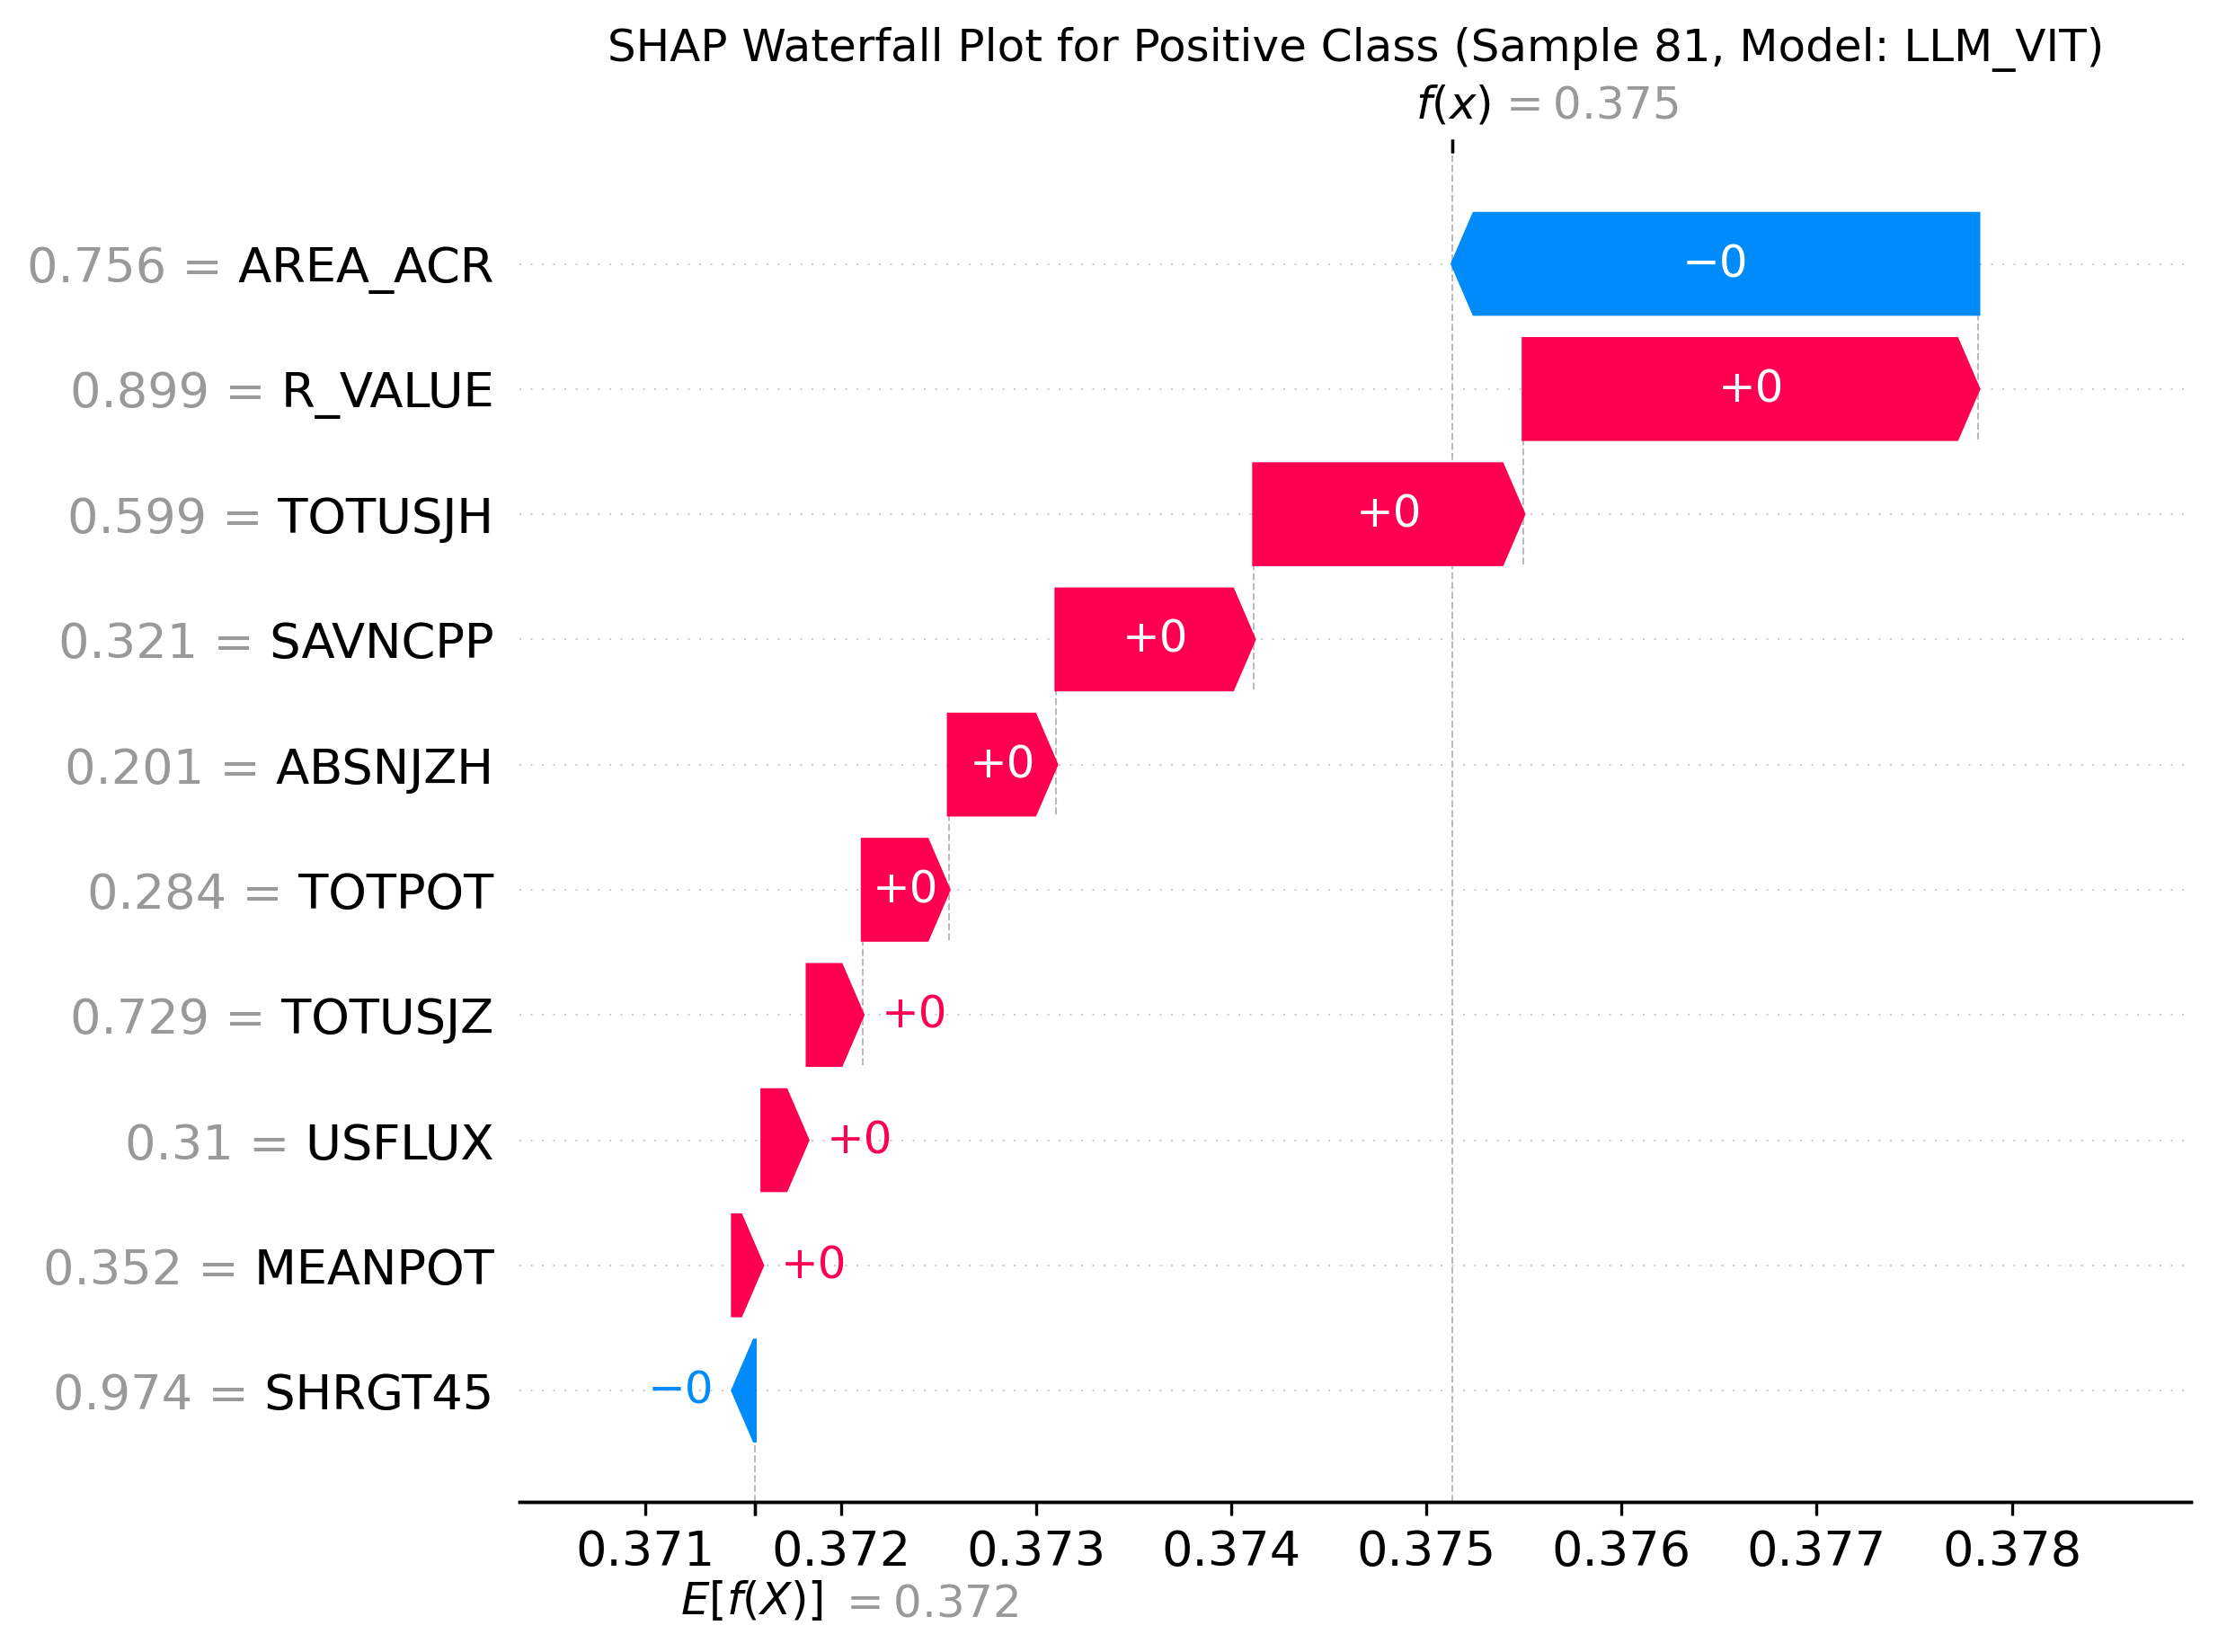 SHAP Waterfall Plot for Positive Class (Sample 81, Model: LLM_VIT)
f(x) = 0.375
0.756 = AREA_ACR −0
0.899 = R_VALUE +0
0.599 = TOTUSJH +0
0.321 = SAVNCPP +0
0.201 = ABSNJZH +0
0.284 = TOTPOT +0
0.729 = TOTUSJZ +0
0.31 = USFLUX +0
0.352 = MEANPOT +0
0.974 = SHRGT45 −0
0.371 0.372 0.373 0.374 0.375 0.376 0.377 0.378
E[f(X)] = 0.372